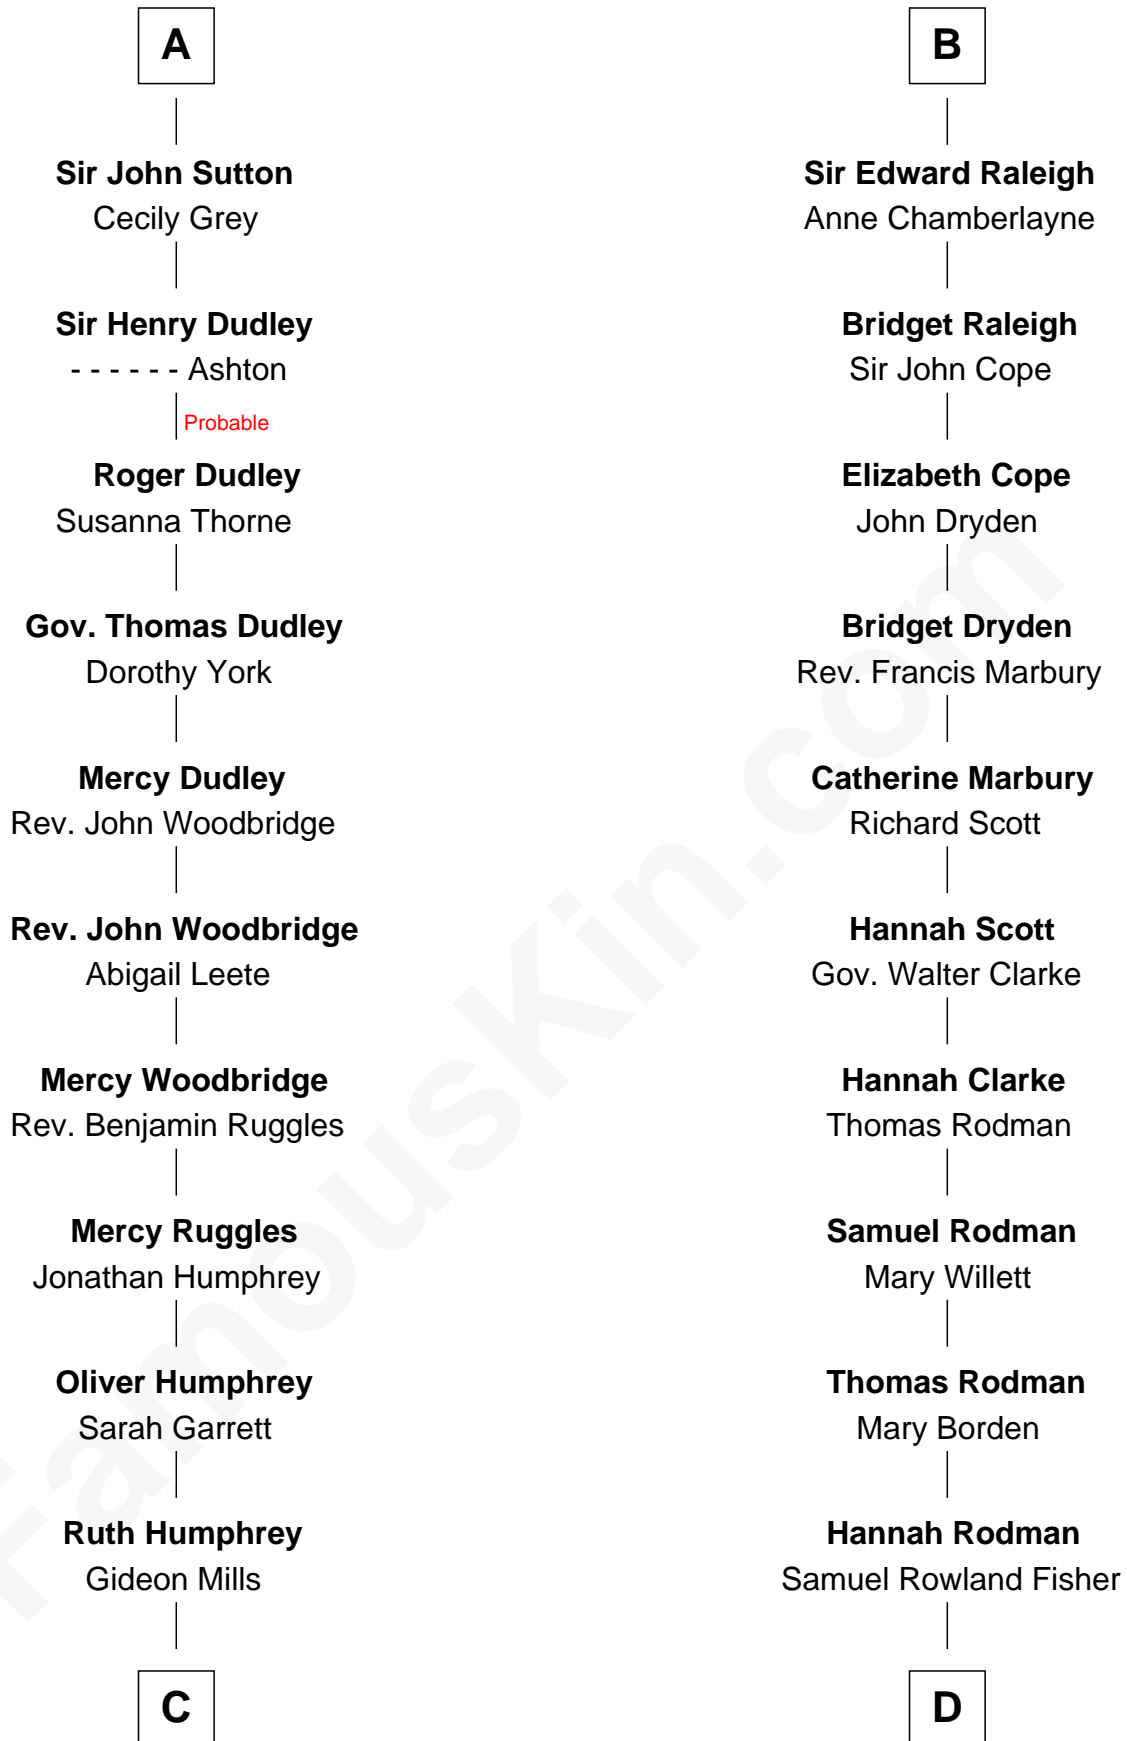 A
B
Sir John Sutton
Cecily Grey
Sir Edward Raleigh
Anne Chamberlayne
Sir Henry Dudley
- - - - - - Ashton
Probable
Bridget Raleigh
Sir John Cope
Roger Dudley
Susanna Thorne
Elizabeth Cope
John Dryden
Gov. Thomas Dudley
Dorothy York
Bridget Dryden
Rev. Francis Marbury
Mercy Dudley
Rev. John Woodbridge
Catherine Marbury
Richard Scott
Rev. John Woodbridge
Abigail Leete
Hannah Scott
Gov. Walter Clarke
Mercy Woodbridge
Rev. Benjamin Ruggles
Hannah Clarke
Thomas Rodman
Mercy Ruggles
Jonathan Humphrey
Samuel Rodman
Mary Willett
Oliver Humphrey
Sarah Garrett
Thomas Rodman
Mary Borden
Ruth Humphrey
Gideon Mills
Hannah Rodman
Samuel Rowland Fisher
C
D
FamousKin.com